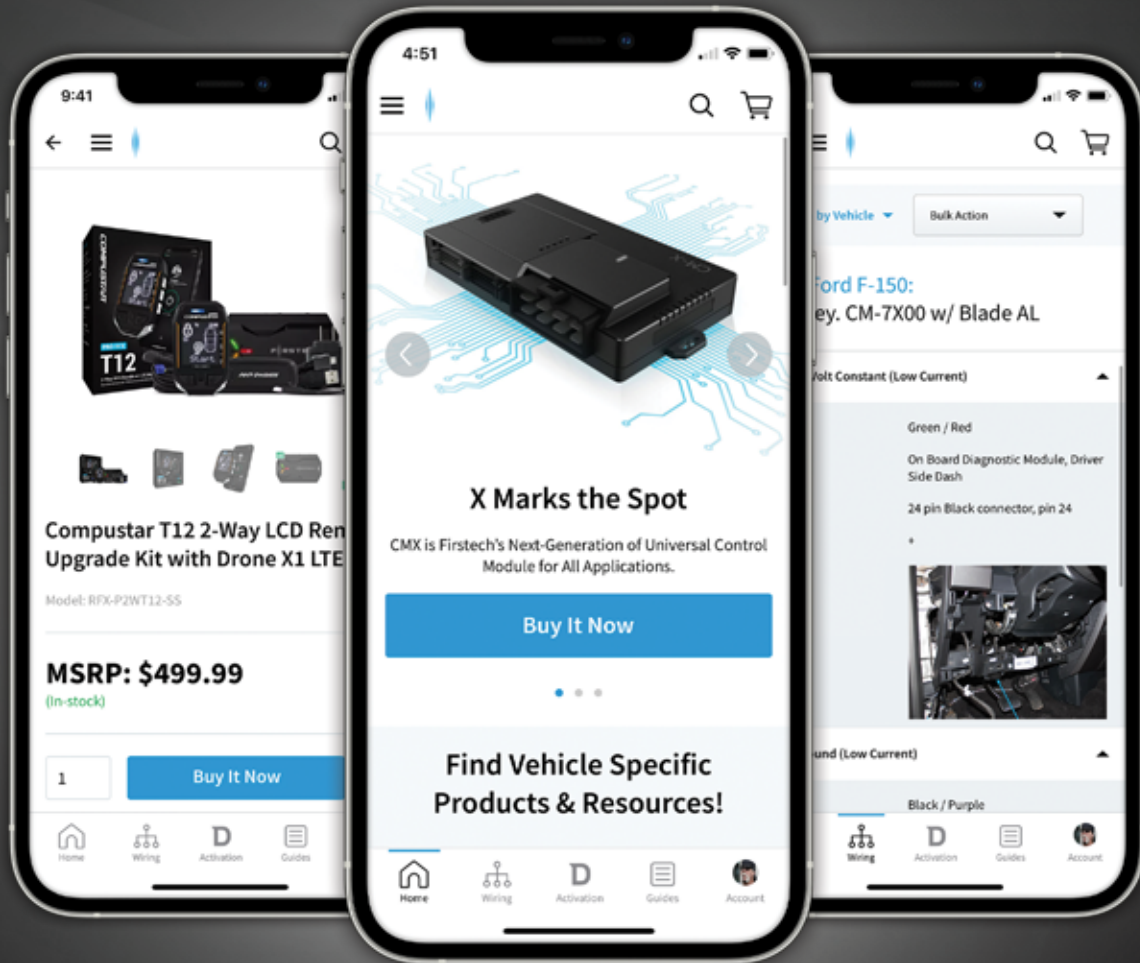 9:41
COMPUSTAR
T12
Start
Compustar T12 2-Way LCD Rem
Upgrade Kit with Drone X1 LTE
Model: RFX-P2WT12-SS
MSRP: $499.99
(In-stock)
1
Buy It Now
Home
Wiring
Activation
Guides
4:51
CM-X
X Marks the Spot
CMX is Firstech's Next-Generation of Universal Control
Module for All Applications.
Buy It Now
Find Vehicle Specific
Products & Resources!
Home
Wiring
Activation
Guides
Account
by Vehicle
Bulk Action
Ford F-150:
ey. CM-7X00 w/ Blade AL
Volt Constant (Low Current)
Green / Red
On Board Diagnostic Module, Driver
Side Dash
24 pin Black connector, pin 24
und (Low Current)
Black / Purple
Wiring
Activation
Guides
Account